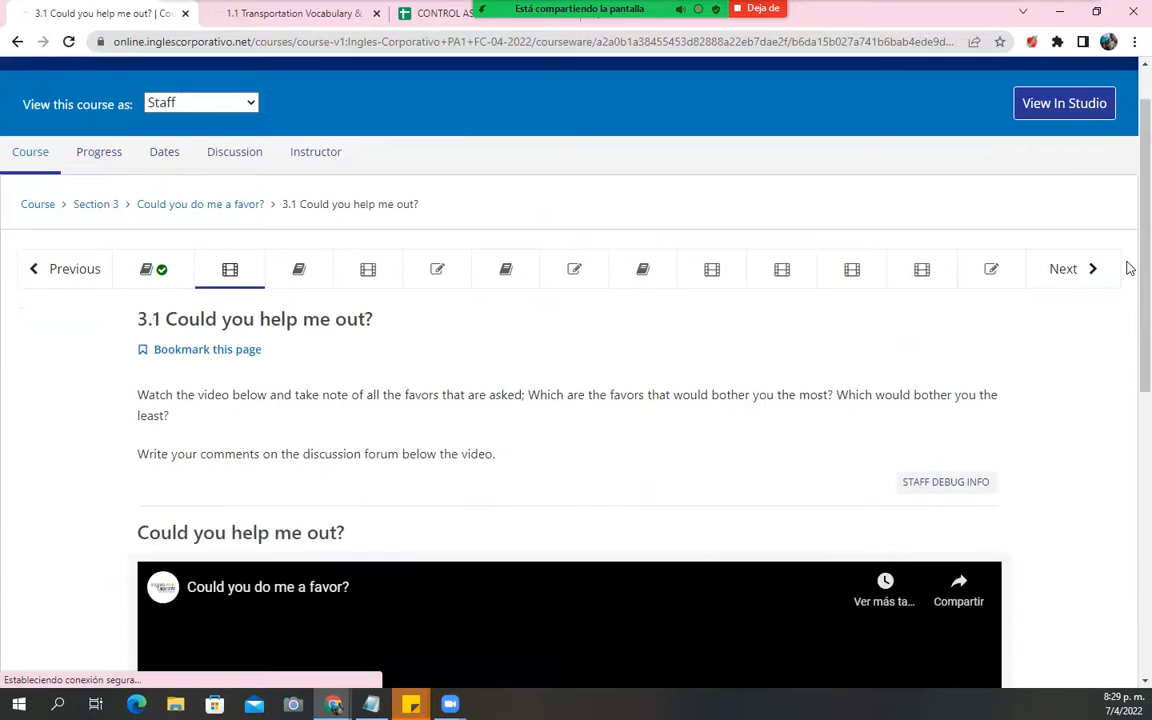 3.1 Could you help me out? | Cou
1.1 Transportation Vocabulary &
CONTROL AS
Está compartiendo la pantalla
Deja de
online.inglescorporativo.net/courses/course-v1:Ingles-Corporativo+PA1+FC-04-2022/courseware/a2a0b1a38455453d82888a22eb7dae2f/b6da15b027a741b6bab4ede9d...
View this course as:
Staff
View In Studio
Course
Progress
Dates
Discussion
Instructor
Course > Section 3 > Could you do me a favor? > 3.1 Could you help me out?
Previous
Next
3.1 Could you help me out?
Bookmark this page
Watch the video below and take note of all the favors that are asked; Which are the favors that would bother you the most? Which would bother you the
least?
Write your comments on the discussion forum below the video.
STAFF DEBUG INFO
Could you help me out?
Could you do me a favor?
Ver más ta...
Compartir
Estableciendo conexión segura...
8:29 p. m.
7/4/2022